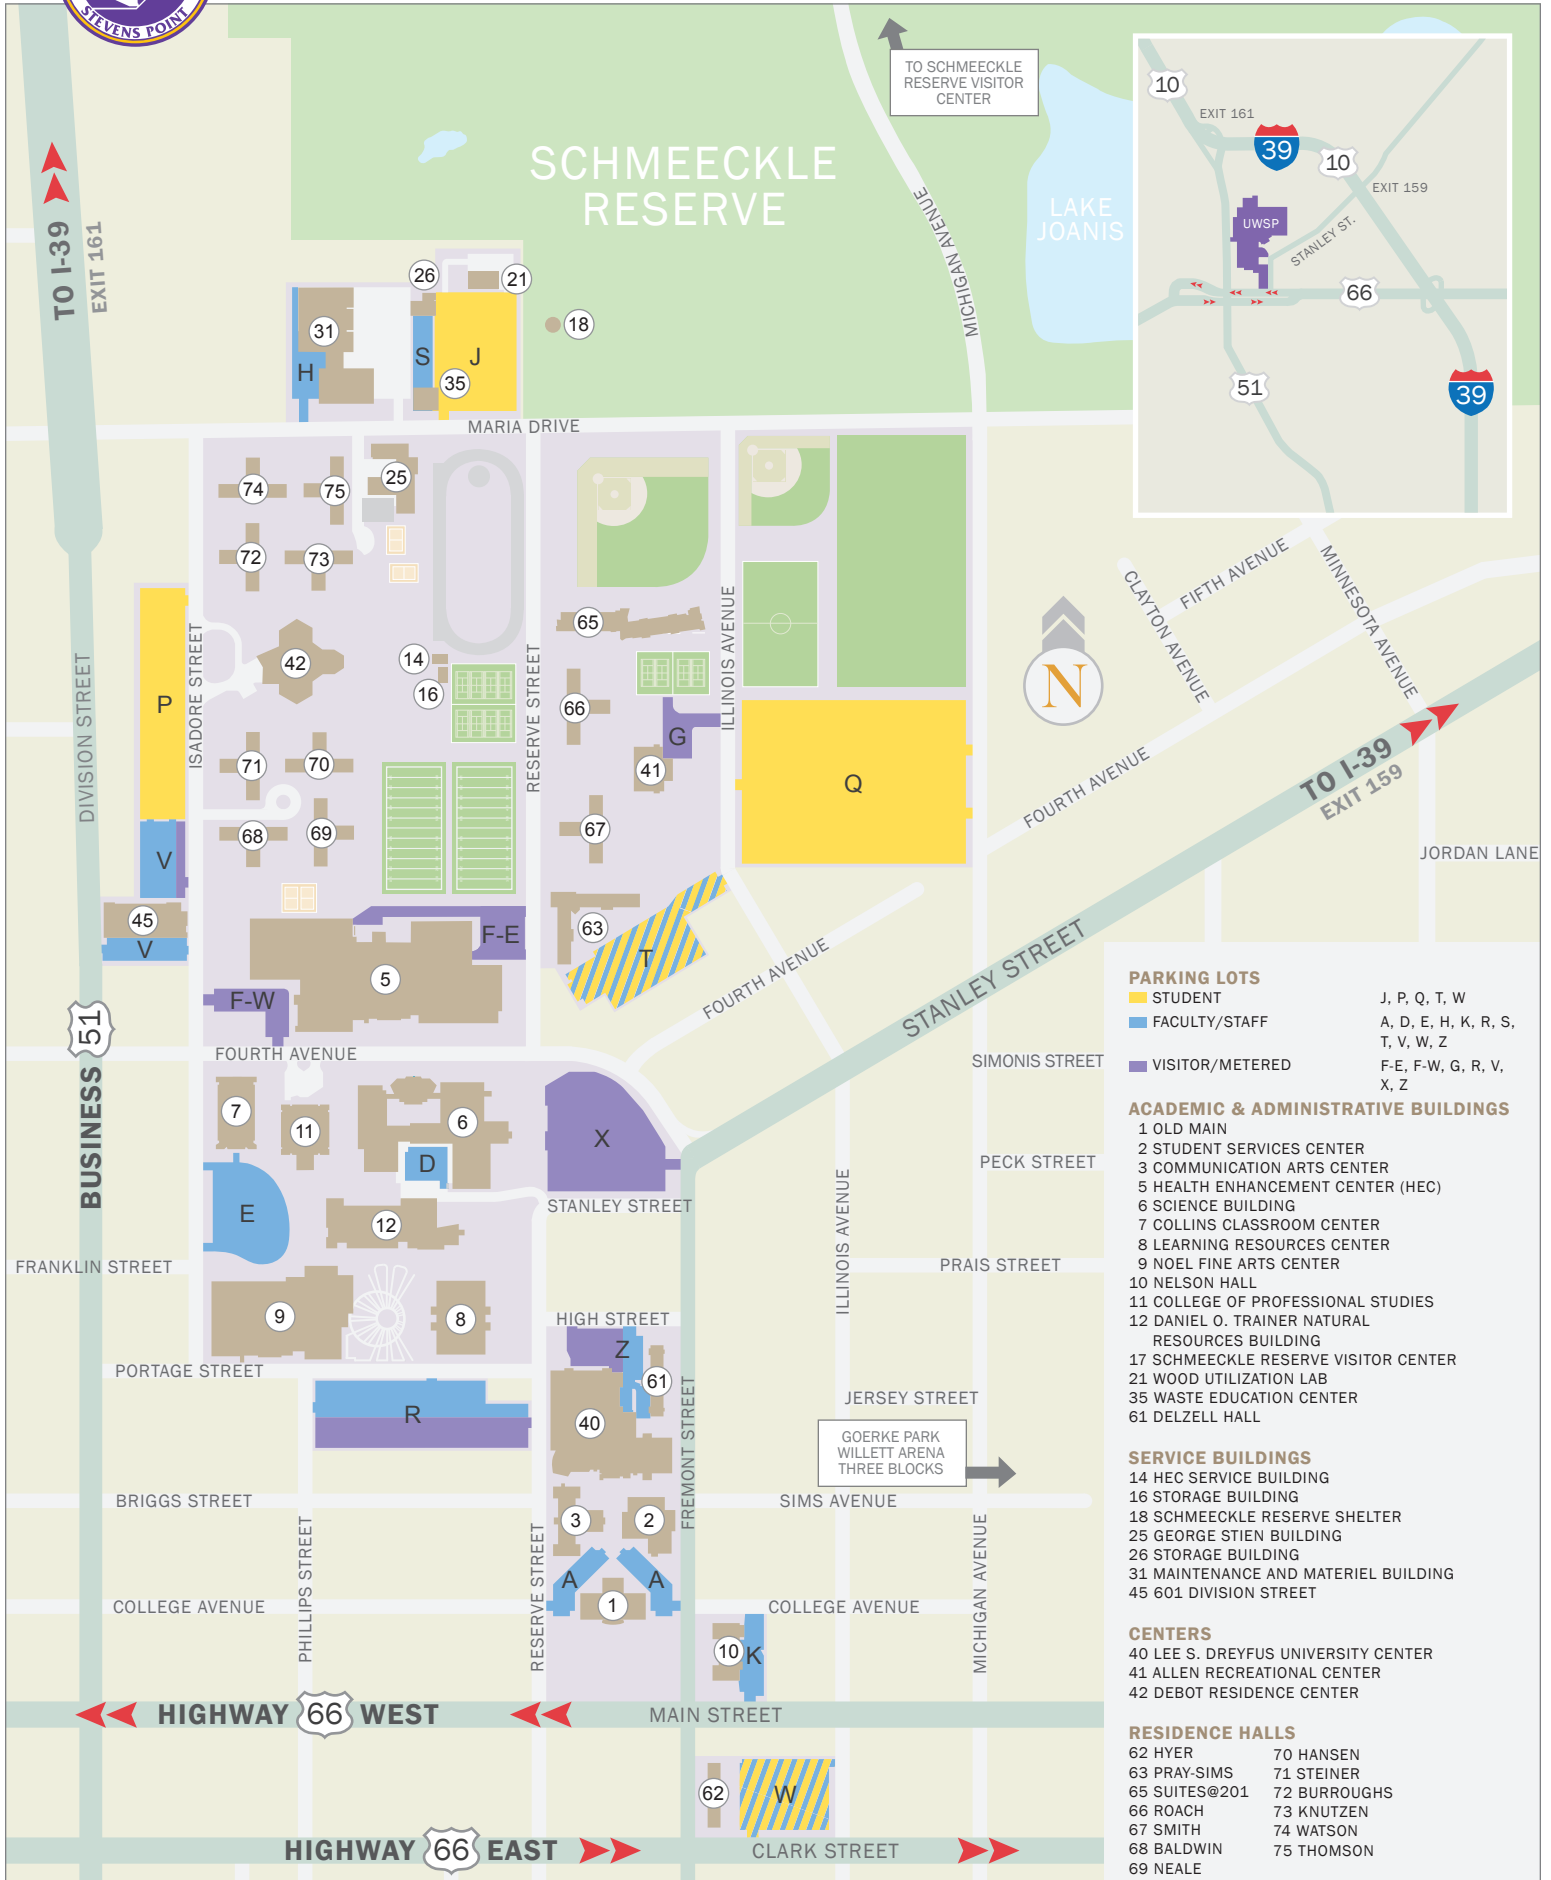 STEVENS POINT
TO SCHMEECKLE
RESERVE VISITOR
CENTER
SCHMEECKLE
RESERVE
LAKE
JOANIS
MICHIGAN AVENUE
TO I-39
EXIT 161
10
EXIT 161
39
10
EXIT 159
UWSP
STANLEY ST.
66
51
39
26
21
18
31
S
J
H
35
MARIA DRIVE
74
75
25
72
73
65
14
42
16
66
G
41
P
Q
71
70
68
69
67
V
45
V
63
T
F-E
5
F-W
DIVISION STREET
ISADORE STREET
RESERVE STREET
ILLINOIS AVENUE
N
CLAYTON AVENUE
FIFTH AVENUE
MINNESOTA AVENUE
FOURTH AVENUE
TO I-39
EXIT 159
JORDAN LANE
FOURTH AVENUE
STANLEY STREET
BUSINESS 51
FOURTH AVENUE
SIMONIS STREET
7
11
6
D
X
E
12
STANLEY STREET
PECK STREET
ILLINOIS AVENUE
FRANKLIN STREET
PRAIS STREET
9
8
HIGH STREET
Z
61
PORTAGE STREET
R
40
FREMONT STREET
JERSEY STREET
GOERKE PARK
WILLETT ARENA
THREE BLOCKS
BRIGGS STREET
SIMS AVENUE
3
2
PHILLIPS STREET
RESERVE STREET
MICHIGAN AVENUE
A
A
1
COLLEGE AVENUE
COLLEGE AVENUE
10
K
HIGHWAY 66 WEST
MAIN STREET
62
W
HIGHWAY 66 EAST
CLARK STREET
PARKING LOTS
STUDENT J, P, Q, T, W
FACULTY/STAFF A, D, E, H, K, R, S,
T, V, W, Z
VISITOR/METERED F-E, F-W, G, R, V,
X, Z
ACADEMIC & ADMINISTRATIVE BUILDINGS
1 OLD MAIN
2 STUDENT SERVICES CENTER
3 COMMUNICATION ARTS CENTER
5 HEALTH ENHANCEMENT CENTER (HEC)
6 SCIENCE BUILDING
7 COLLINS CLASSROOM CENTER
8 LEARNING RESOURCES CENTER
9 NOEL FINE ARTS CENTER
10 NELSON HALL
11 COLLEGE OF PROFESSIONAL STUDIES
12 DANIEL O. TRAINER NATURAL
RESOURCES BUILDING
17 SCHMEECKLE RESERVE VISITOR CENTER
21 WOOD UTILIZATION LAB
35 WASTE EDUCATION CENTER
61 DELZELL HALL
SERVICE BUILDINGS
14 HEC SERVICE BUILDING
16 STORAGE BUILDING
18 SCHMEECKLE RESERVE SHELTER
25 GEORGE STIEN BUILDING
26 STORAGE BUILDING
31 MAINTENANCE AND MATERIEL BUILDING
45 601 DIVISION STREET
CENTERS
40 LEE S. DREYFUS UNIVERSITY CENTER
41 ALLEN RECREATIONAL CENTER
42 DEBOT RESIDENCE CENTER
RESIDENCE HALLS
62 HYER
63 PRAY-SIMS
65 SUITES@201
66 ROACH
67 SMITH
68 BALDWIN
69 NEALE
70 HANSEN
71 STEINER
72 BURROUGHS
73 KNUTZEN
74 WATSON
75 THOMSON